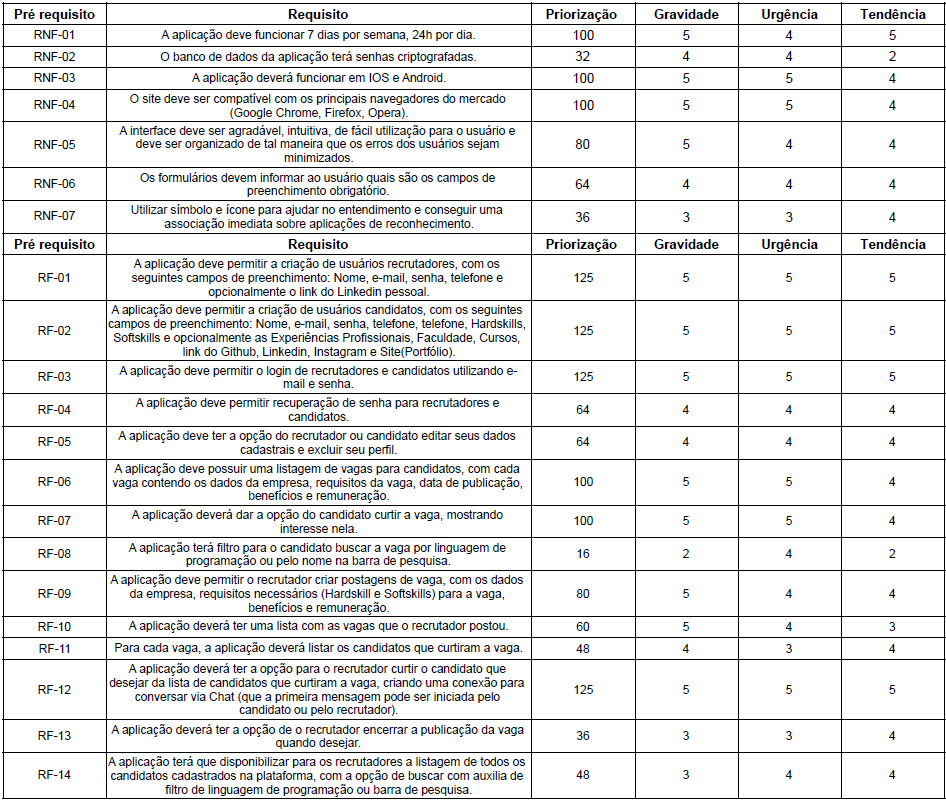 Pré requisito Requisito Priorização Gravidade Urgência Tendência
RNF-01 A aplicação deve funcionar 7 dias por semana, 24h por dia. 100 5 4 5
RNF-02 O banco de dados da aplicação terá senhas criptografadas. 32 4 4 2
RNF-03 A aplicação deverá funcionar em IOS e Android. 100 5 5 4
RNF-04 O site deve ser compatível com os principais navegadores do mercado
(Google Chrome, Firefox, Opera). 100 5 5 4
RNF-05 A interface deve ser agradável, intuitiva, de fácil utilização para o usuário e
deve ser organizado de tal maneira que os erros dos usuários sejam
minimizados. 80 5 4 4
RNF-06 Os formulários devem informar ao usuário quais são os campos de
preenchimento obrigatório. 64 4 4 4
RNF-07 Utilizar símbolo e ícone para ajudar no entendimento e conseguir uma
associação imediata sobre aplicações de reconhecimento. 36 3 3 4
Pré requisito Requisito Priorização Gravidade Urgência Tendência
RF-01 A aplicação deve permitir a criação de usuários recrutadores, com os
seguintes campos de preenchimento: Nome, e-mail, senha, telefone e
opcionalmente o link do Linkedin pessoal. 125 5 5 5
RF-02 A aplicação deve permitir a criação de usuários candidatos, com os seguintes
campos de preenchimento: Nome, e-mail, senha, telefone, telefone, Hardskills,
Softskills e opcionalmente as Experiências Profissionais, Faculdade, Cursos,
link do Github, Linkedin, Instagram e Site(Portfólio). 125 5 5 5
RF-03 A aplicação deve permitir o login de recrutadores e candidatos utilizando e-
mail e senha. 125 5 5 5
RF-04 A aplicação deve permitir recuperação de senha para recrutadores e
candidatos. 64 4 4 4
RF-05 A aplicação deve ter a opção do recrutador ou candidato editar seus dados
cadastrais e excluir seu perfil. 64 4 4 4
RF-06 A aplicação deve possuir uma listagem de vagas para candidatos, com cada
vaga contendo os dados da empresa, requisitos da vaga, data de publicação,
benefícios e remuneração. 100 5 5 4
RF-07 A aplicação deverá dar a opção do candidato curtir a vaga, mostrando
interesse nela. 100 5 5 4
RF-08 A aplicação terá filtro para o candidato buscar a vaga por linguagem de
programação ou pelo nome na barra de pesquisa. 16 2 4 2
RF-09 A aplicação deve permitir o recrutador criar postagens de vaga, com os dados
da empresa, requisitos necessários (Hardskill e Softskills) para a vaga,
benefícios e remuneração. 80 5 4 4
RF-10 A aplicação deverá ter uma lista com as vagas que o recrutador postou. 60 5 4 3
RF-11 Para cada vaga, a aplicação deverá listar os candidatos que curtiram a vaga. 48 4 3 4
RF-12 A aplicação deverá ter a opção para o recrutador curtir o candidato que
desejar da lista de candidatos que curtiram a vaga, criando uma conexão para
conversar via Chat (que a primeira mensagem pode ser iniciada pelo
candidato ou pelo recrutador). 125 5 5 5
RF-13 A aplicação deverá ter a opção de o recrutador encerrar a publicação da vaga
quando desejar. 36 3 3 4
RF-14 A aplicação terá que disponibilizar para os recrutadores a listagem de todos os
candidatos cadastrados na plataforma, com a opção de buscar com auxilia de
filtro de linguagem de programação ou barra de pesquisa. 48 3 4 4